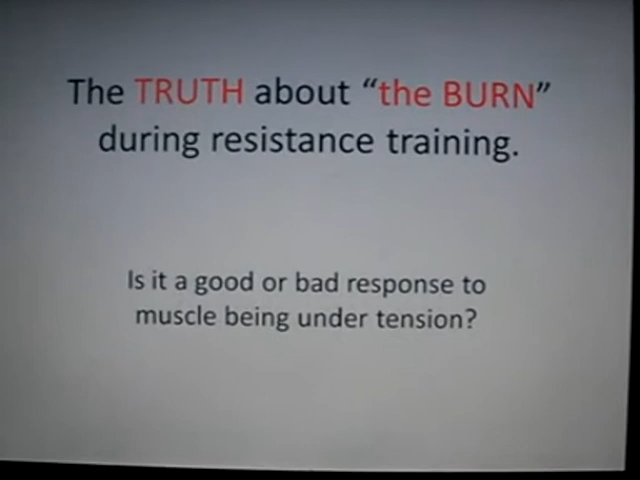 The TRUTH about “the BURN”
during resistance training.
Is it a good or bad response to
muscle being under tension?